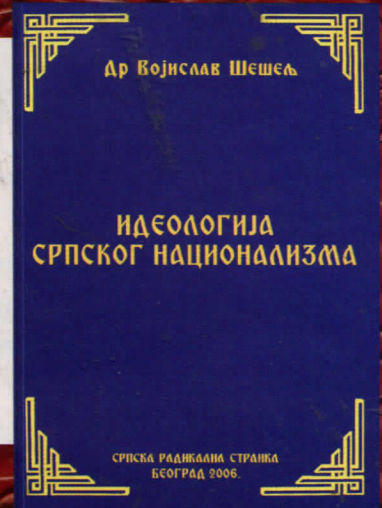 Др Војислав Шешељ
ИДЕОЛОГИЈА
СРПСКОГ НАЦИОНАЛИЗМА
СРПСКА РАДИКАЛНА СТРАНКА
БЕОГРАД 2006.